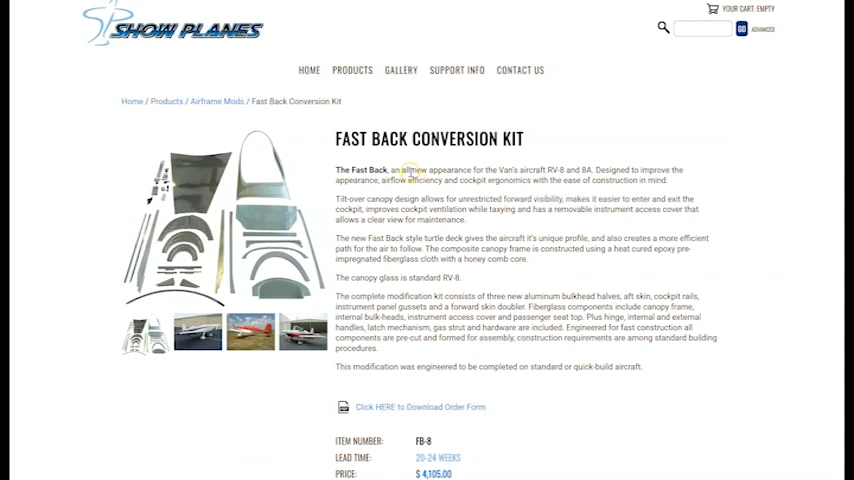 YOUR CART: EMPTY
SHOW PLANES
GO ADVANCED
HOME PRODUCTS GALLERY SUPPORT INFO CONTACT US
Home / Products / Airframe Mods / Fast Back Conversion Kit
FAST BACK CONVERSION KIT
The Fast Back, an all new appearance for the Van's aircraft RV-8 and 8A. Designed to improve the
appearance, airflow efficiency and cockpit ergonomics with the ease of construction in mind.
Tilt-over canopy design allows for unrestricted forward visibility, makes it easier to enter and exit the
cockpit, improves cockpit ventilation while taxying and has a removable instrument access cover that
allows a clear view for maintenance.
The new Fast Back style turtle deck gives the aircraft it's unique profile, and also creates a more efficient
path for the air to follow. The composite canopy frame is constructed using a heat cured epoxy pre-
impregnated fiberglass cloth with a honey comb core.
The canopy glass is standard RV-8.
The complete modification kit consists of three new aluminum bulkhead halves, aft skin, cockpit rails,
instrument panel gussets and a forward skin doubler. Fiberglass components include canopy frame,
internal bulk-heads, instrument access cover and passenger seat top. Plus hinge, internal and external
handles, latch mechanism, gas strut and hardware are included. Engineered for fast construction all
components are pre-cut and formed for assembly, construction requirements are among standard building
procedures.
This modification was engineered to be completed on standard or quick-build aircraft.
Click HERE to Download Order Form
ITEM NUMBER: FB-8
LEAD TIME: 20-24 WEEKS
PRICE: $ 4,105.00